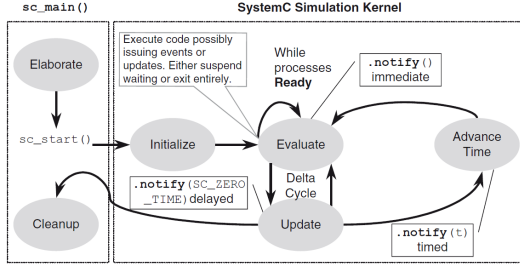 sc_main()
SystemC Simulation Kernel
Elaborate
sc_start()
Cleanup
Execute code possibly
issuing events or
updates. Either suspend
waiting or exit entirely.
While
processes
Ready
.notify()
immediate
Initialize
Evaluate
Advance
Time
.notify(SC_ZERO
_TIME) delayed
Delta
Cycle
Update
.notify(t)
timed